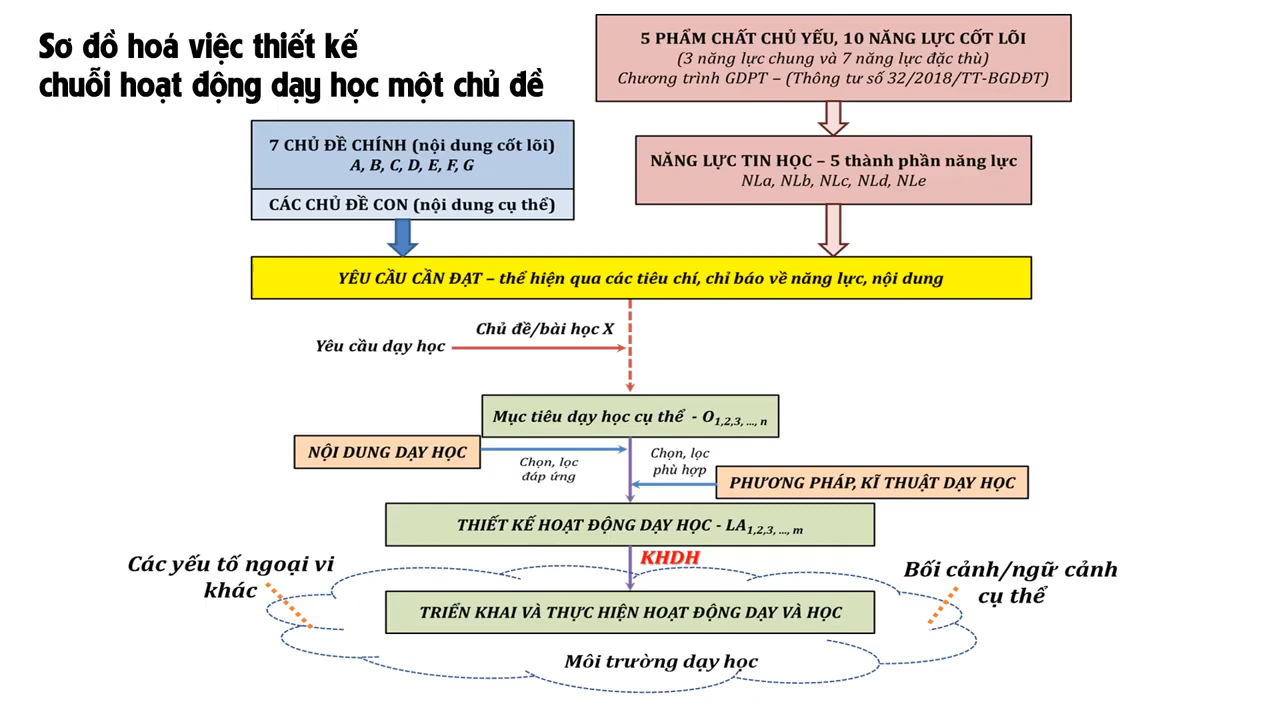 Sơ đồ hoá việc thiết kế
chuỗi hoạt động dạy học một chủ đề
5 PHẨM CHẤT CHỦ YẾU, 10 NĂNG LỰC CỐT LÕI
(3 năng lực chung và 7 năng lực đặc thù)
Chương trình GDPT – (Thông tư số 32/2018/TT-BGDĐT)
7 CHỦ ĐỀ CHÍNH (nội dung cốt lõi)
A, B, C, D, E, F, G
CÁC CHỦ ĐỀ CON (nội dung cụ thể)
NĂNG LỰC TIN HỌC – 5 thành phần năng lực
NLa, NLb, NLc, NLd, NLe
YÊU CẦU CẦN ĐẠT – thể hiện qua các tiêu chí, chỉ báo về năng lực, nội dung
Chủ đề/bài học X
Yêu cầu dạy học
Mục tiêu dạy học cụ thể - O1,2,3, ..., n
NỘI DUNG DẠY HỌC
Chọn, lọc
đáp ứng
Chọn, lọc
phù hợp
PHƯƠNG PHÁP, KĨ THUẬT DẠY HỌC
THIẾT KẾ HOẠT ĐỘNG DẠY HỌC - LA1,2,3, ..., m
KHDH
Các yếu tố ngoại vi
khác
Bối cảnh/ngữ cảnh
cụ thể
TRIỂN KHAI VÀ THỰC HIỆN HOẠT ĐỘNG DẠY VÀ HỌC
Môi trường dạy học